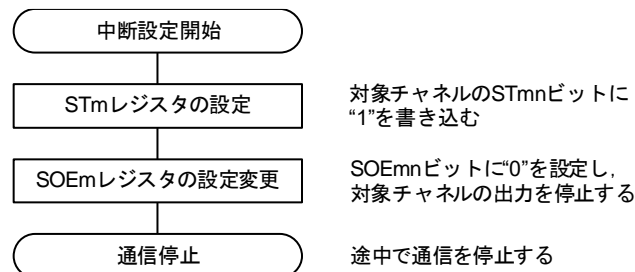 中断設定開始
STmレジスタの設定
対象チャネルのSTmnビットに
“1”を書き込む
SOEmレジスタの設定変更
SOEmnビットに“0”を設定し，
対象チャネルの出力を停止する
通信停止
途中で通信を停止する